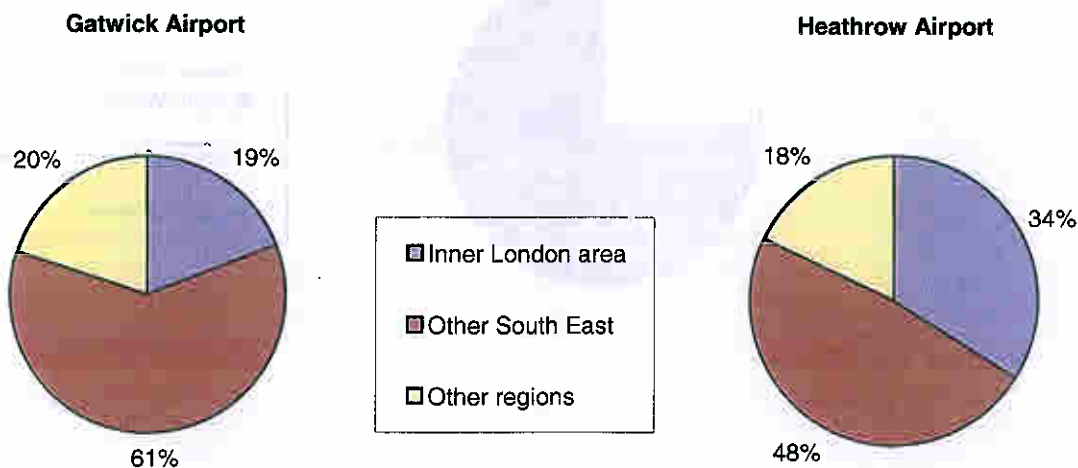 Gatwick Airport
Heathrow Airport
20%
19%
61%
Inner London area
Other South East
Other regions
18%
34%
48%